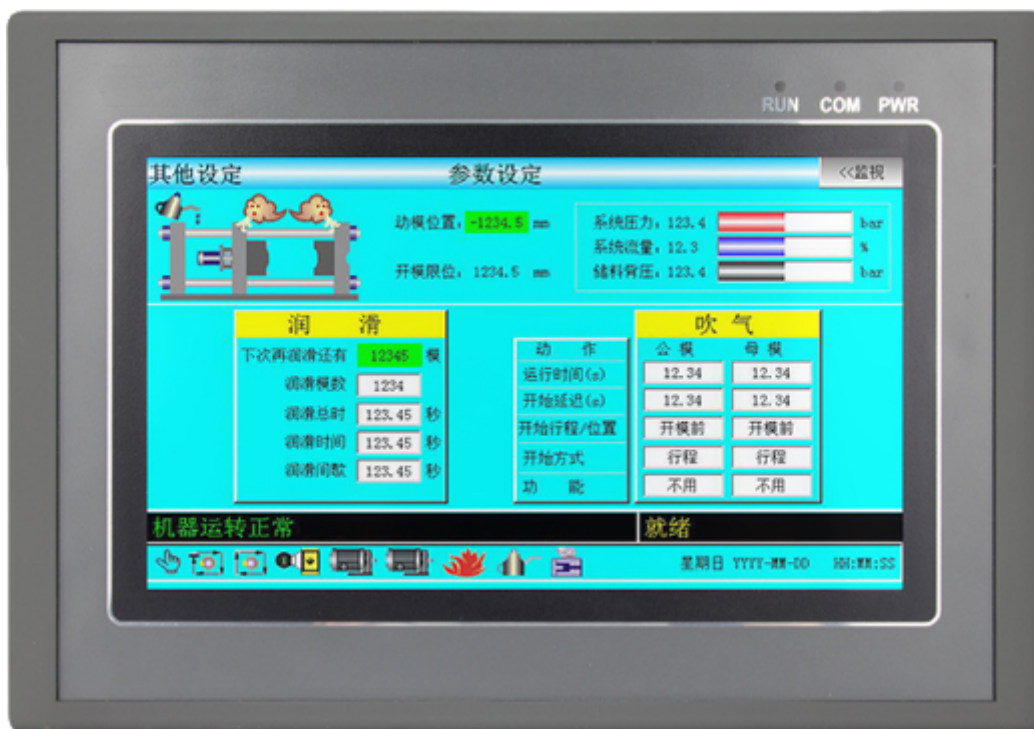 RUN COM PWR
其他设定 参数设定 <<监视
动模位置: -1234.5 mm
开模限位: 1234.5 mm
系统压力: 123.4 bar
系统流量: 12.3 %
储料背压: 123.4 bar
润 滑
下次再润滑还有 12345 模
润滑模数 1234
润滑总时 123.45 秒
润滑时间 123.45 秒
润滑间歇 123.45 秒
吹 气
动 作 公模 母模
运行时间(s) 12.34 12.34
开始延迟(s) 12.34 12.34
开始行程/位置 开模前 开模前
开始方式 行程 行程
功 能 不用 不用
机器运转正常 就绪
星期日 YYYY-MM-DD HH:MM:SS